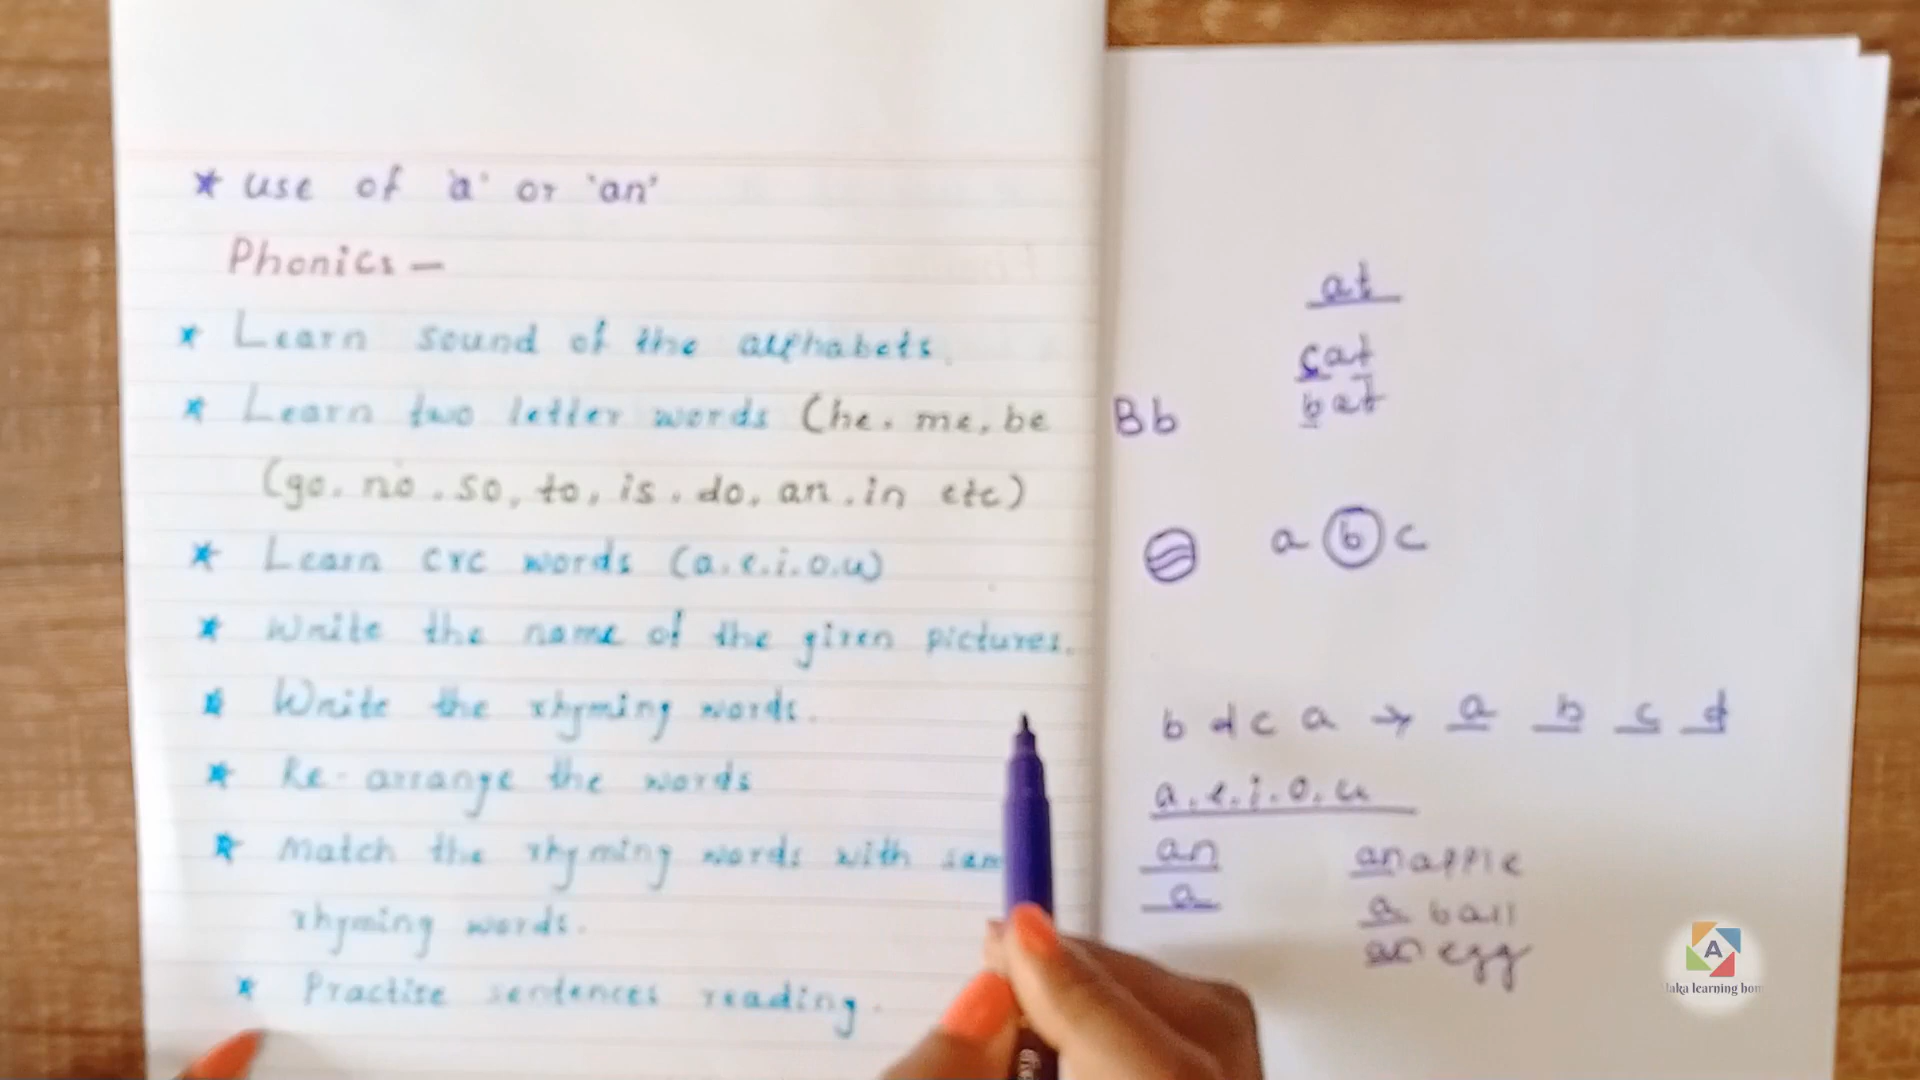 * use of 'a' or 'an'
Phonics -
* Learn sound of the alphabets.
* Learn two letter words (he, me, be
(go, no, so, to, is, do, an, in etc)
* Learn cvc words (a.e.i.o.u)
* Write the name of the given pictures.
* Write the rhyming words.
* Re-arrange the words
* Match the rhyming words with
rhyming words.
* Practise sentences reading.
at
cat
bat
Bb
a b c
b d c a → a b c d
a.e.i.o.u
an
a
an apple
a ball
an egg
A
laka learning hom